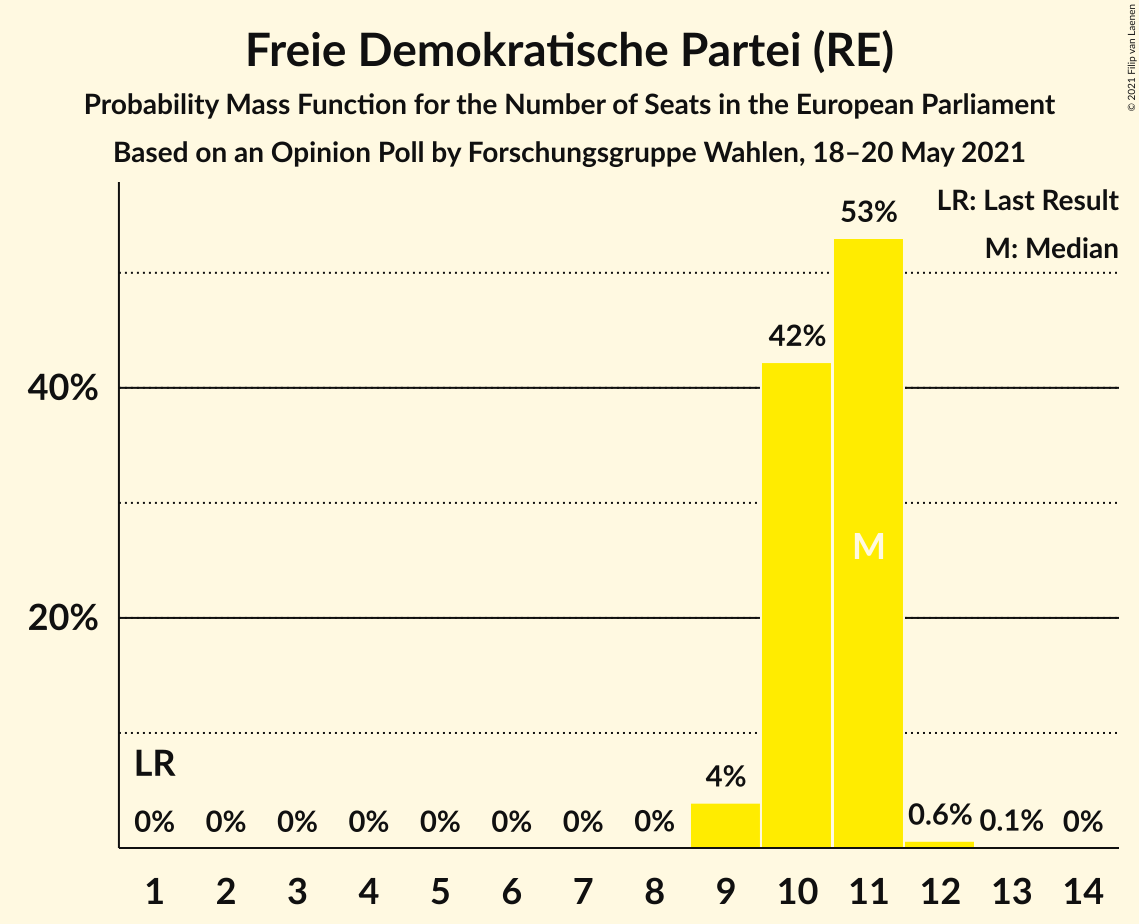 Freie Demokratische Partei (RE)
Probability Mass Function for the Number of Seats in the European Parliament
Based on an Opinion Poll by Forschungsgruppe Wahlen, 18–20 May 2021
© 2021 Filip van Laenen
LR: Last Result
M: Median
53%
42%
40%
M
20%
LR
4%
0% 0% 0% 0% 0% 0% 0% 0% 0.6% 0.1% 0%
1 2 3 4 5 6 7 8 9 10 11 12 13 14